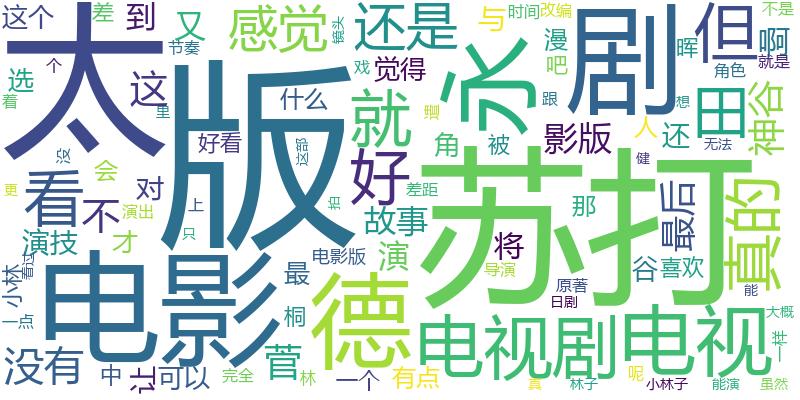 这个
差
到
又
感觉
镜头
还是
与
时间
改编
不是
太
节奏
版
剧
但
啊
漫
晖
吧
角色
就是
个
选
这
什么
觉得
戏
永
着
里
就
跟
想
田
神谷
好看
这部
角
被
影版
人
还
无法
没
看
会
不
对
好
差距
苏打
健
更
演出
上
拍
那
最后
真的
演技
才
只
故事
将
电影
电影版
演
导演
谷
喜欢
小林
看过
最
德
原著
日剧
能
一点
桐
电视剧
电视
大概
一样
没有
中
让
可以
完全
菅
林
一个
有点
真
林子
小林子
呢
能演
虽然